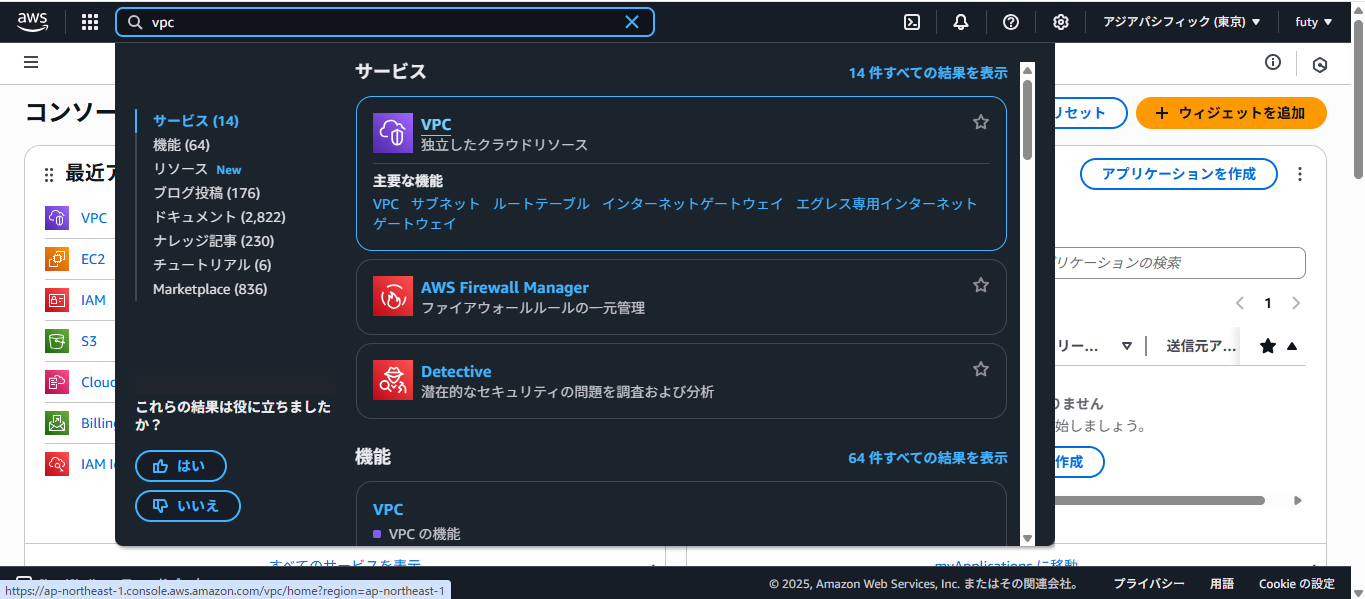 aws
vpc
アジアパシフィック (東京)
futy
コンソー
リセット
ウィジェットを追加
サービス
14 件すべての結果を表示
サービス (14)
機能 (64)
リソース New
ブログ投稿 (176)
ドキュメント (2,822)
ナレッジ記事 (230)
チュートリアル (6)
Marketplace (836)
これらの結果は役に立ちました
か？
はい
いいえ
VPC
独立したクラウドリソース
主要な機能
VPC サブネット ルートテーブル インターネットゲートウェイ エグレス専用インターネット
ゲートウェイ
AWS Firewall Manager
ファイアウォールルールの一元管理
Detective
潜在的なセキュリティの問題を調査および分析
機能
64 件すべての結果を表示
VPC
VPC の機能
最近ア
VPC
EC2
IAM
S3
Cloud
Billing
IAM I
アプリケーションを作成
リケーションの検索
1
リー...
送信元ア...
りません
始しましょう。
作成
すべてのサービスを表示
myApplications に移動
© 2025, Amazon Web Services, Inc. またはその関連会社。
プライバシー
用語
Cookie の設定
https://ap-northeast-1.console.aws.amazon.com/vpc/home?region=ap-northeast-1